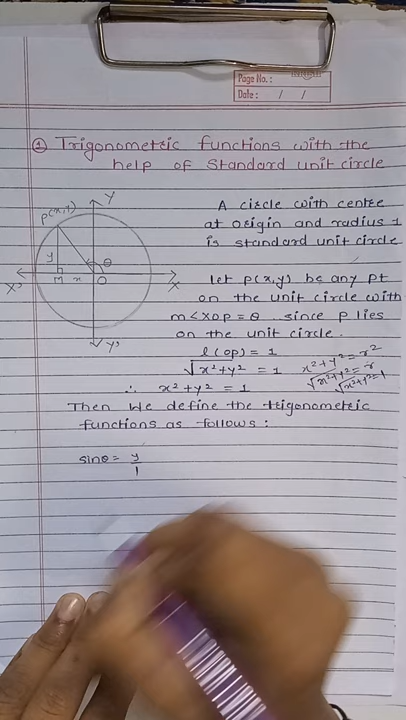 Page No.:
Date: / /
① Trigonometric functions with the
help of Standard unit circle
Y
P(x,y)
y
θ
X'
M
x
O
X
Y'
A circle with centre
at origin and radius 1
is standard unit circle
let p(x,y) be any pt
on the unit circle with
m<xop = θ. since p lies
on the unit circle.
l(op) = 1
√x²+y² = 1
∴ x²+y² = 1
x²+y² = r²
√x²+y² = r
√x²+y² = 1
Then We define the trigonometric
functions as follows:
sinθ = y/1